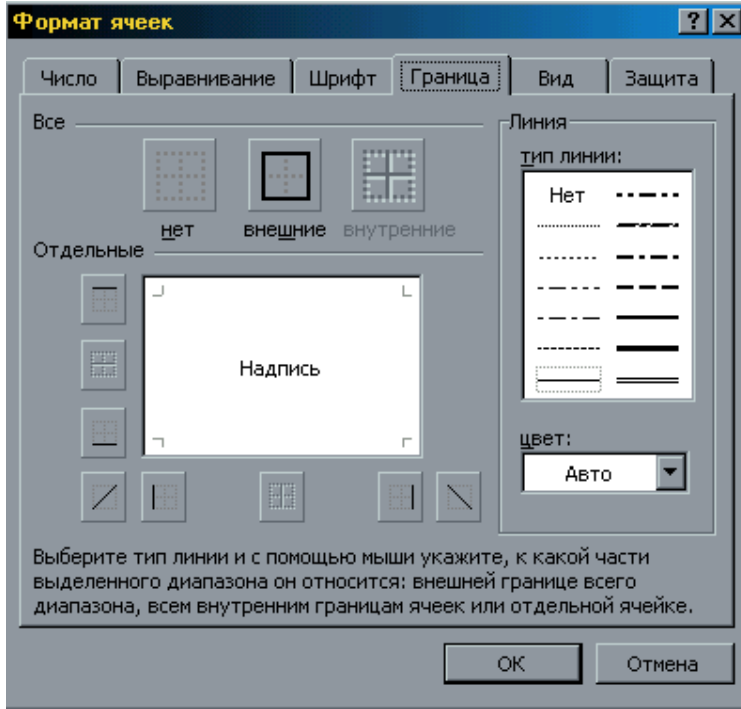 Формат ячеек
Число Выравнивание Шрифт Граница Вид Защита
Все
нет внешние внутренние
Отдельные
Надпись
Линия
тип линии:
Нет
цвет:
Авто
Выберите тип линии и с помощью мыши укажите, к какой части
выделенного диапазона он относится: внешней границе всего
диапазона, всем внутренним границам ячеек или отдельной ячейке.
ОК Отмена